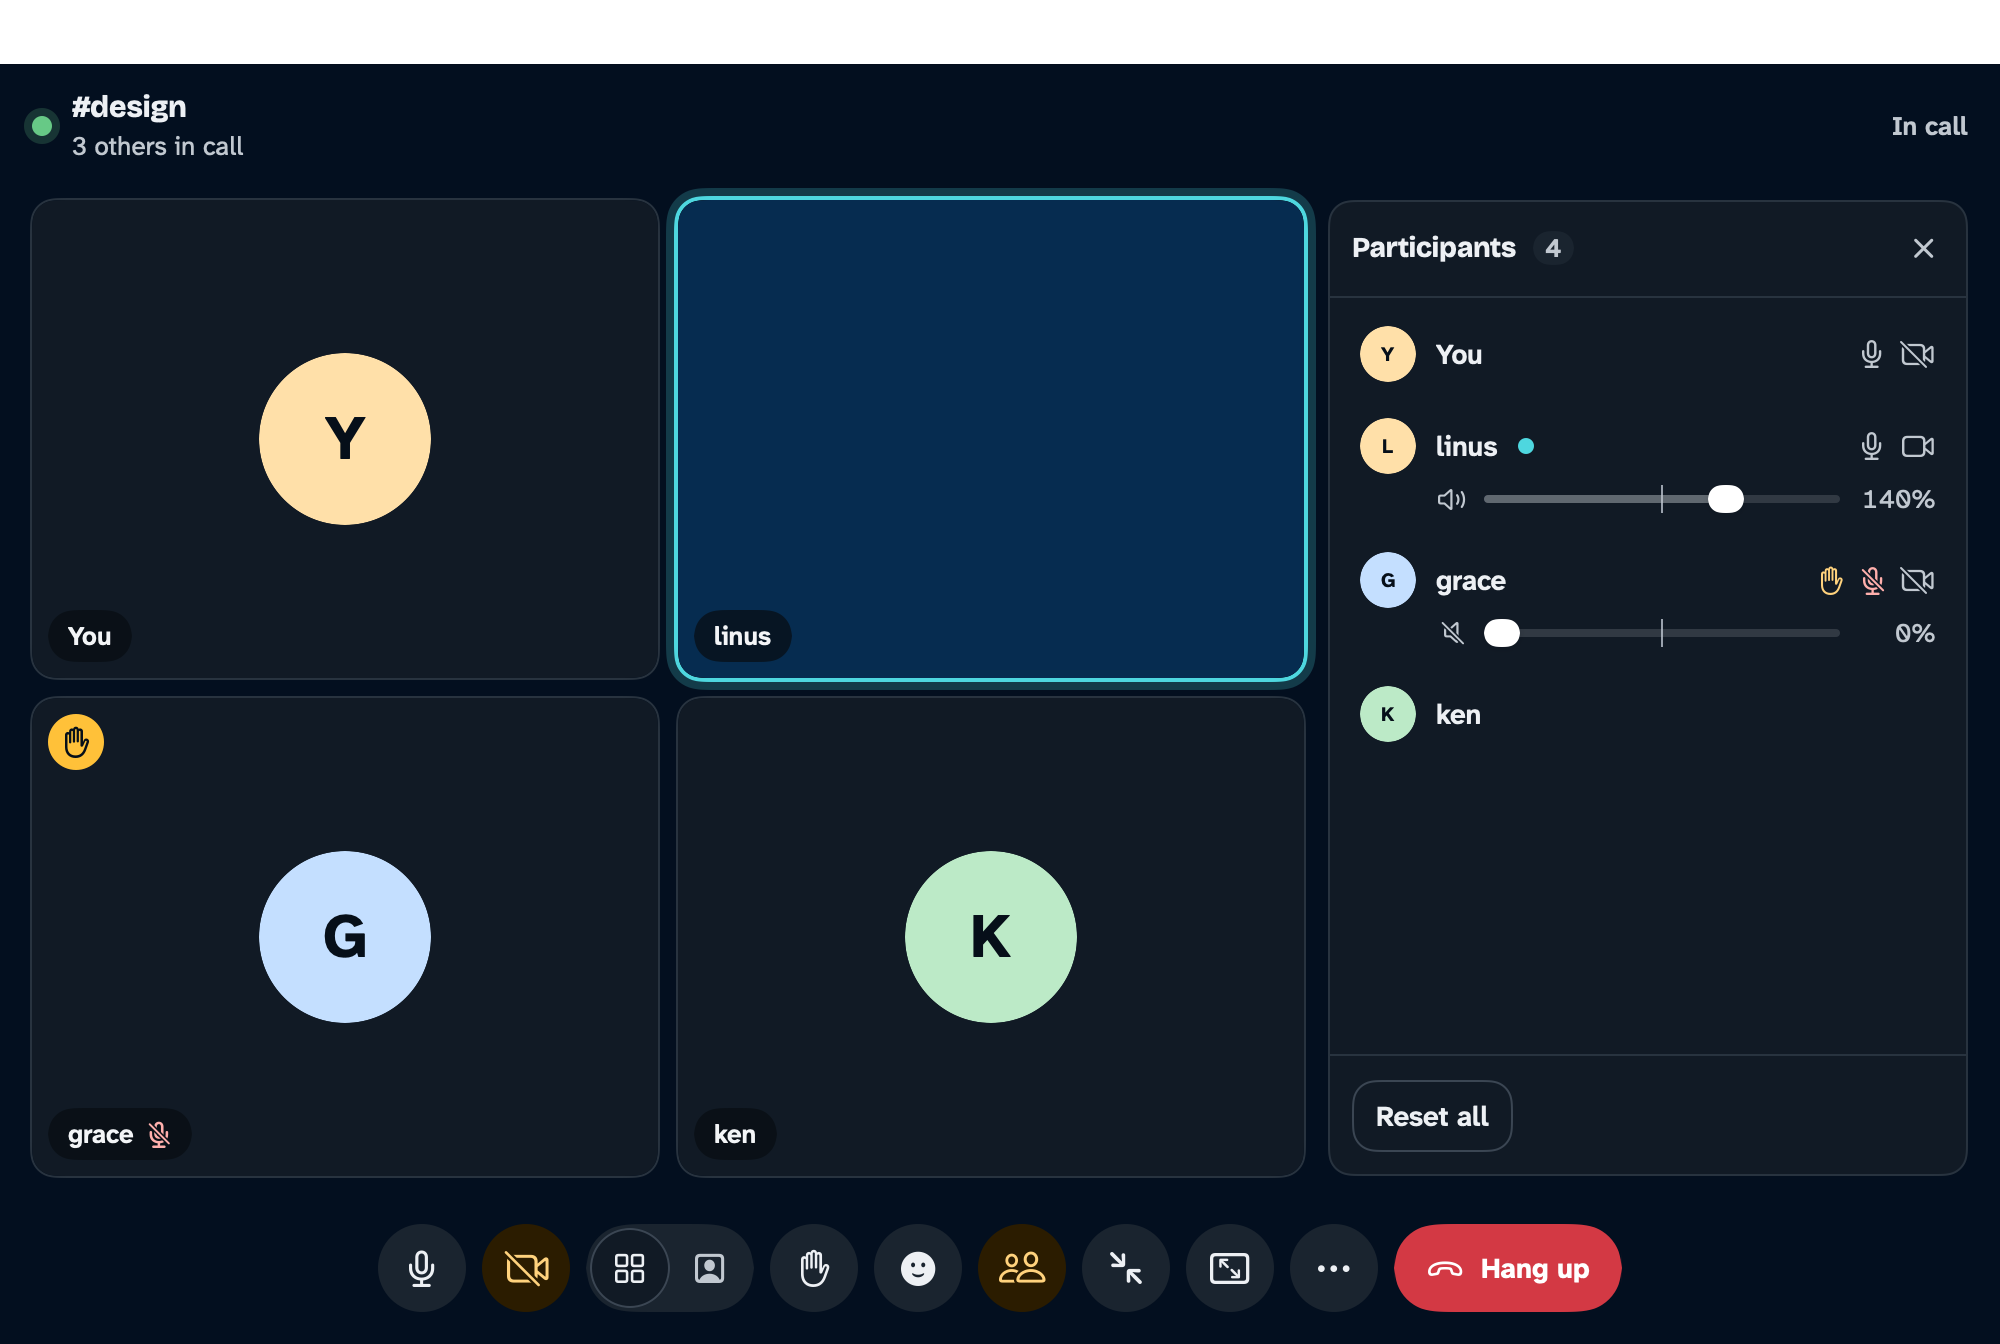 #design
3 others in call
In call
Y
You
linus
G
grace
K
ken
Participants 4
Y You
L linus
140%
G grace
0%
K ken
Reset all
Hang up